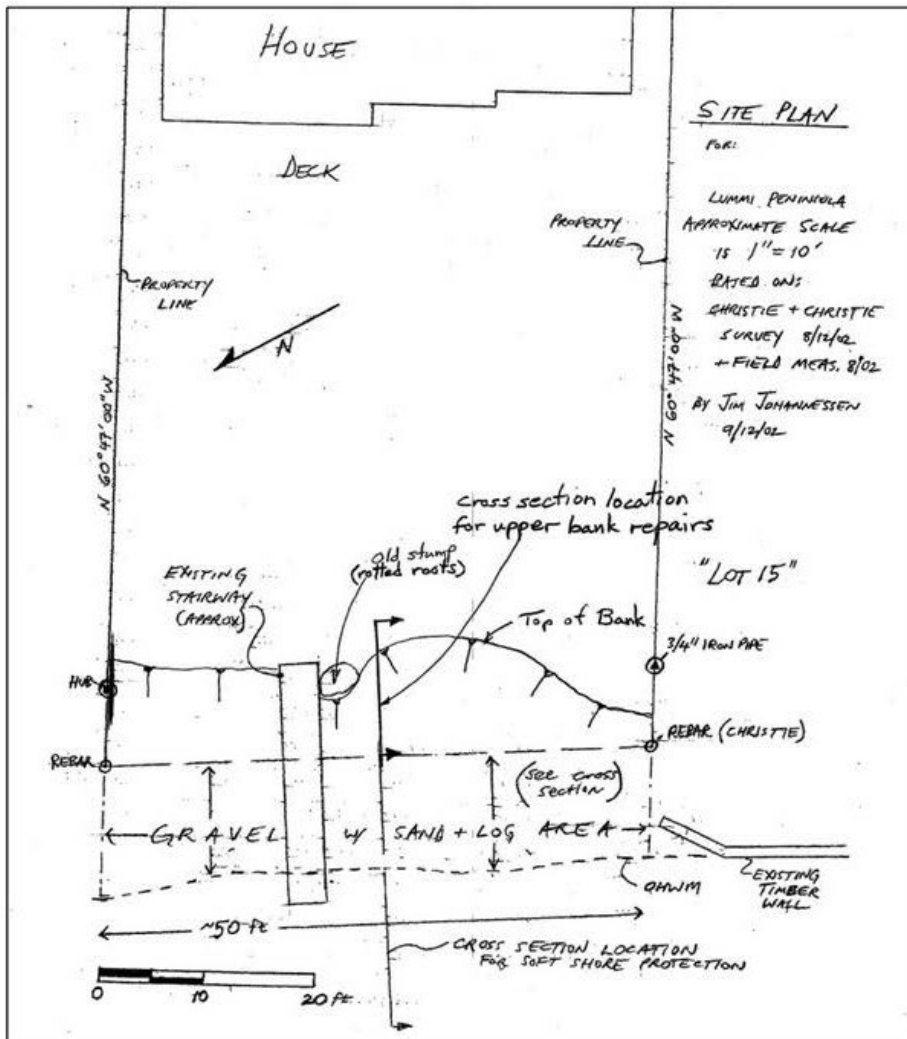 HOUSE
DECK
SITE PLAN
FOR:
LUMMI PENINSULA
APPROXIMATE SCALE
IS 1" = 10'
BASED ON:
CHRISTIE + CHRISTIE
SURVEY 8/12/02
+ FIELD MEAS. 8/02
BY JIM JOHANNESSEN
9/12/02
PROPERTY
LINE
PROPERTY
LINE
N
N 60° 47' 00" W
N 60° 47' 00" W
cross section location
for upper bank repairs
old stump
(rotted roots)
"LOT 15"
EXISTING
STAIRWAY
(APPROX)
Top of Bank
3/4" IRON PIPE
HUB
REBAR
REBAR (CHRISTIE)
(see cross
section)
GRAVEL W/ SAND + LOG AREA
OHWM
EXISTING
TIMBER
WALL
~50 ft
CROSS SECTION LOCATION
FOR SOFT SHORE PROTECTION
0 10 20 ft